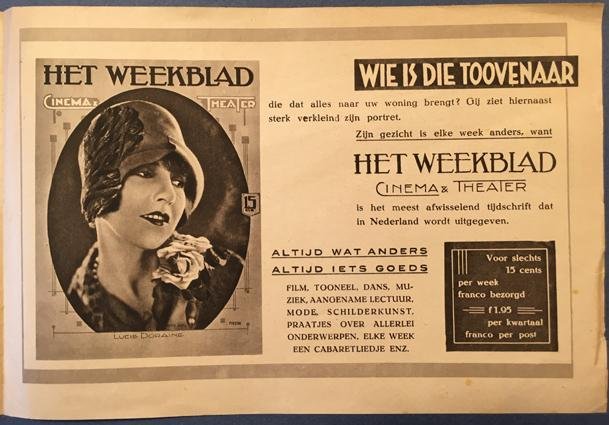 HET WEEKBLAD
CINEMA & THEATER
15
LUCIE DORAINE
WIE IS DIE TOOVENAAR
die dat alles naar uw woning brengt? Gij ziet hiernaast
sterk verkleind zijn portret.
Zijn gezicht is elke week anders, want
HET WEEKBLAD
CINEMA & THEATER
is het meest afwisselend tijdschrift dat
in Nederland wordt uitgegeven.
ALTIJD WAT ANDERS
ALTIJD IETS GOEDS
FILM, TOONEEL, DANS, MU-
ZIEK, AANGENAME LECTUUR,
MODE, SCHILDERKUNST.
PRAATJES OVER ALLERLEI
ONDERWERPEN, ELKE WEEK
EEN CABARETLIEDJE ENZ.
Voor slechts
15 cents
per week
franco bezorgd
f 1.95
per kwartaal
franco per post